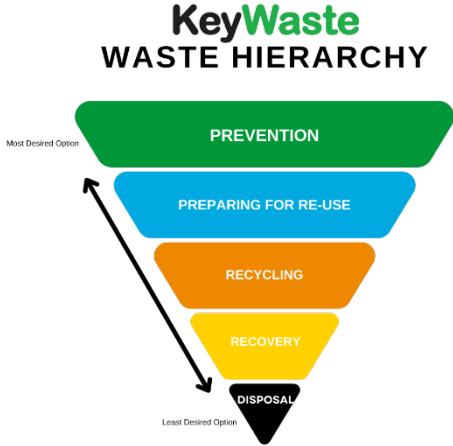 KeyWaste
WASTE HIERARCHY
PREVENTION
Most Desired Option
PREPARING FOR RE-USE
RECYCLING
RECOVERY
DISPOSAL
Least Desired Option